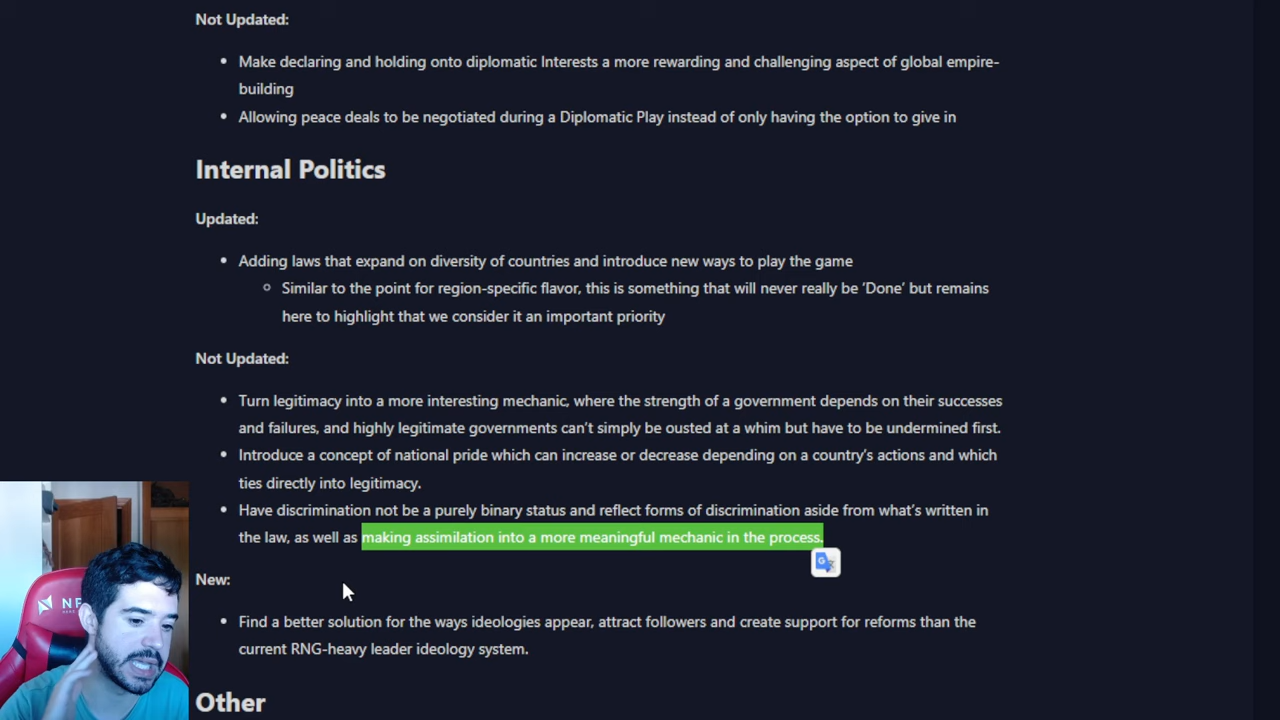 Not Updated:
Make declaring and holding onto diplomatic Interests a more rewarding and challenging aspect of global empire-
building
Allowing peace deals to be negotiated during a Diplomatic Play instead of only having the option to give in
Internal Politics
Updated:
Adding laws that expand on diversity of countries and introduce new ways to play the game
Similar to the point for region-specific flavor, this is something that will never really be ‘Done’ but remains
here to highlight that we consider it an important priority
Not Updated:
Turn legitimacy into a more interesting mechanic, where the strength of a government depends on their successes
and failures, and highly legitimate governments can’t simply be ousted at a whim but have to be undermined first.
Introduce a concept of national pride which can increase or decrease depending on a country’s actions and which
ties directly into legitimacy.
Have discrimination not be a purely binary status and reflect forms of discrimination aside from what’s written in
the law, as well as making assimilation into a more meaningful mechanic in the process.
New:
Find a better solution for the ways ideologies appear, attract followers and create support for reforms than the
current RNG-heavy leader ideology system.
Other